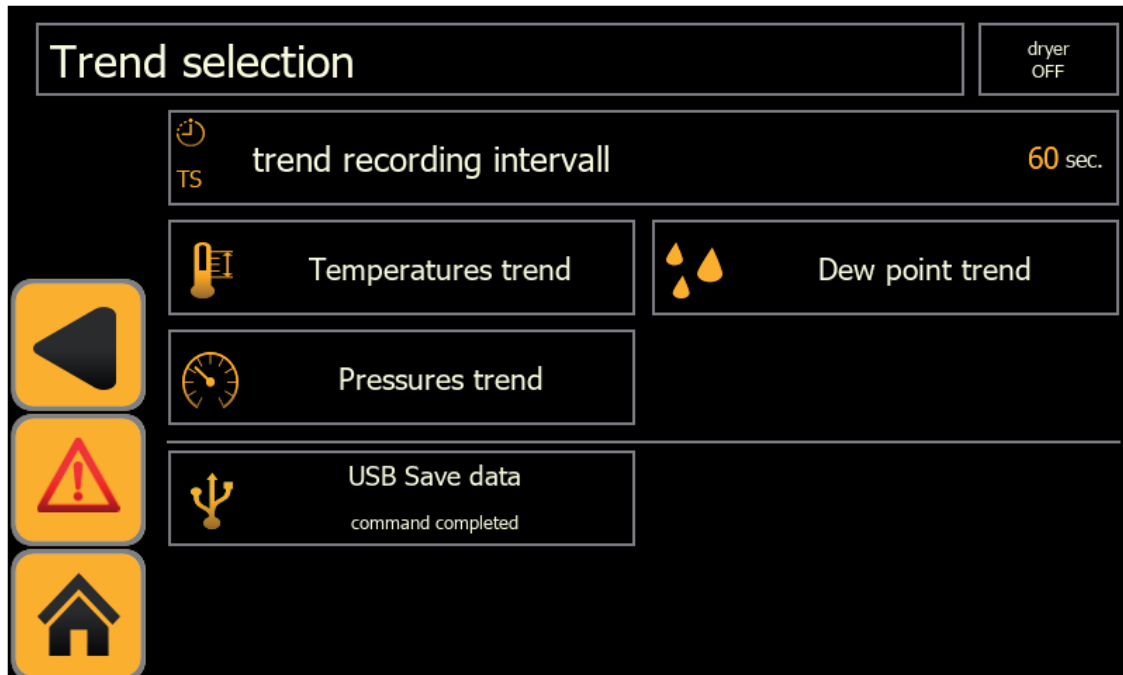 Trend selection
dryer
OFF
TS
trend recording intervall
60 sec.
Temperatures trend
Dew point trend
Pressures trend
USB Save data
command completed